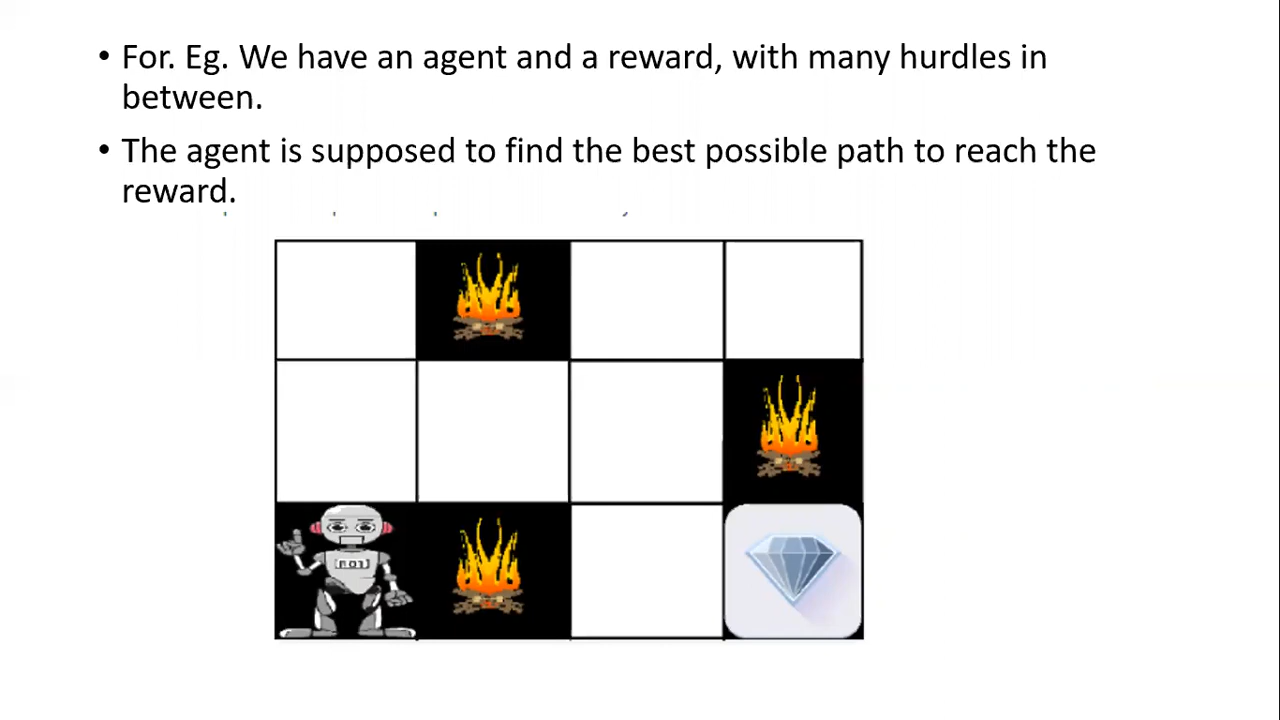 • For. Eg. We have an agent and a reward, with many hurdles in
between.
• The agent is supposed to find the best possible path to reach the
reward.